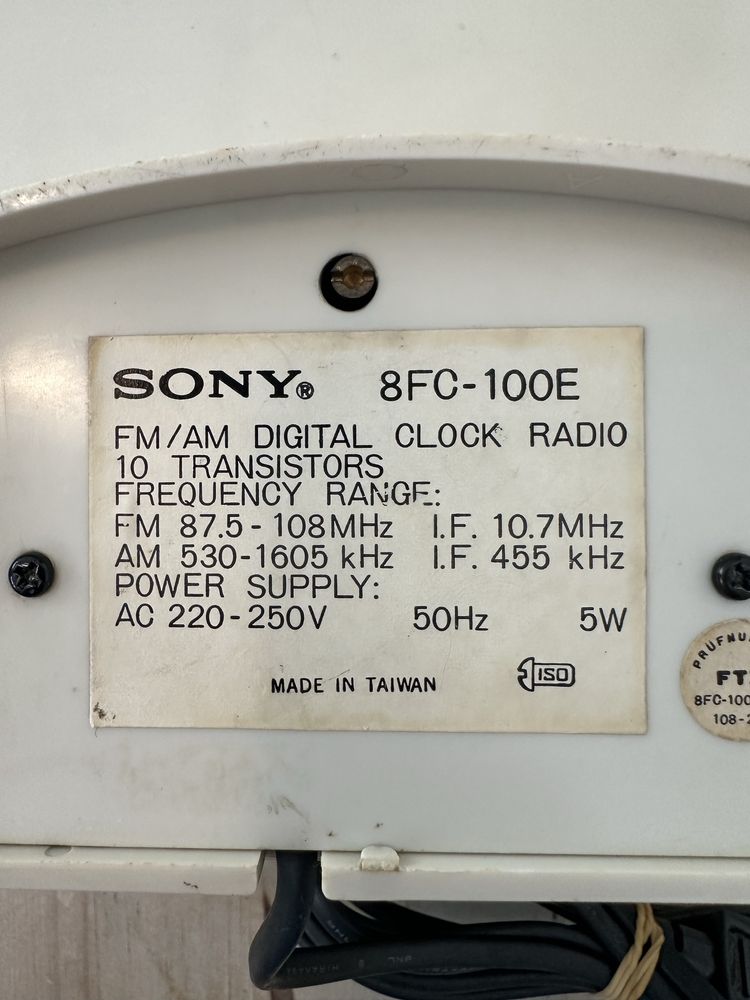 SONY® 8FC-100E
FM/AM DIGITAL CLOCK RADIO
10 TRANSISTORS
FREQUENCY RANGE:
FM 87.5-108MHz I.F. 10.7MHz
AM 530-1605 kHz I.F. 455 kHz
POWER SUPPLY:
AC 220-250V 50Hz 5W
MADE IN TAIWAN ISO
8FC-100